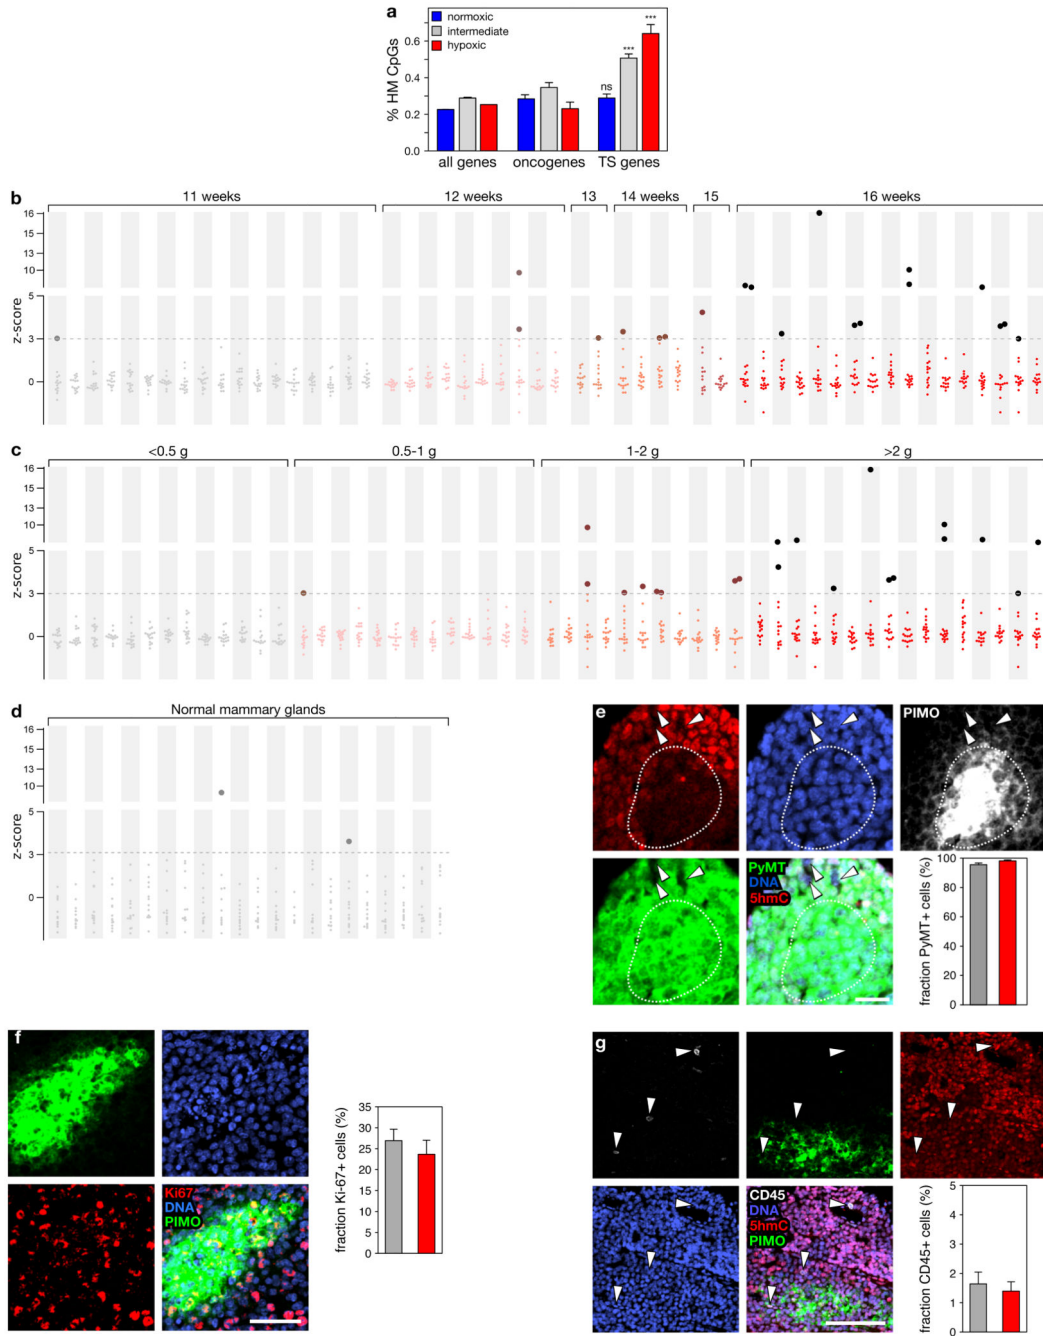 a
normoxic
intermediate
hypoxic
% HM CpGs
0.6
0.4
0.2
0.0
ns
***
***
all genes oncogenes TS genes
b
11 weeks 12 weeks 13 14 weeks 15 16 weeks
z-score
16
15
13
10
5
3
0
c
<0.5 g 0.5-1 g 1-2 g >2 g
z-score
16
15
13
10
5
3
0
d
Normal mammary glands
z-score
16
15
13
10
5
3
0
e
PIMO
PyMT
DNA
5hmC
fraction PyMT+ cells (%)
100
80
60
40
20
0
f
Ki67
DNA
PIMO
fraction Ki-67+ cells (%)
35
30
25
20
15
10
5
0
g
CD45
DNA
5hmC
PIMO
fraction CD45+ cells (%)
5
4
3
2
1
0